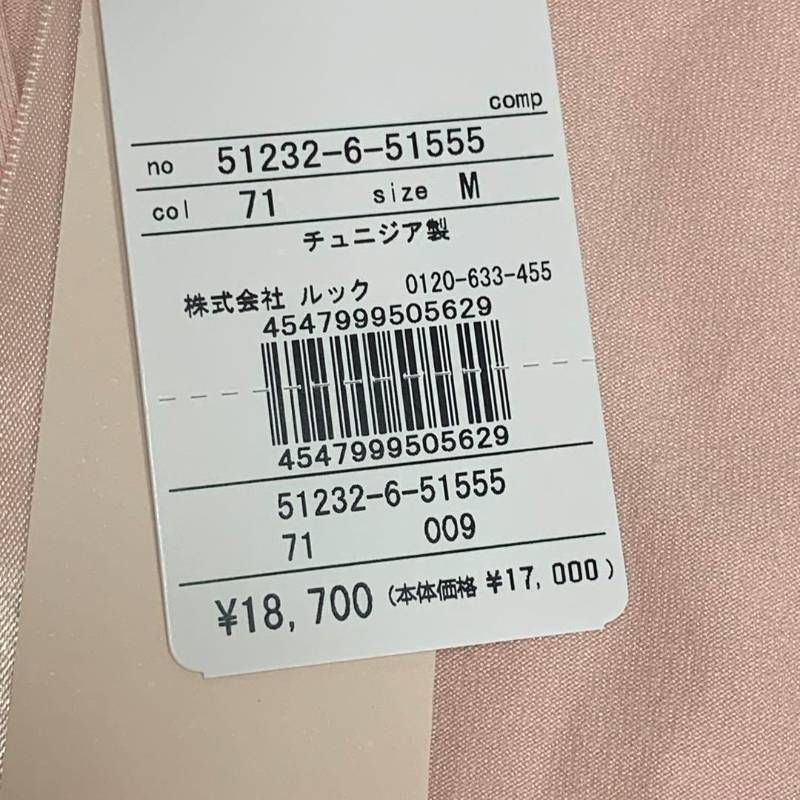 comp
no 51232-6-51555
col 71 size M
チュニジア製
株式会社 ルック 0120-633-455
4547999505629
4547999505629
51232-6-51555
71 009
¥18,700 (本体価格 ¥17,000)